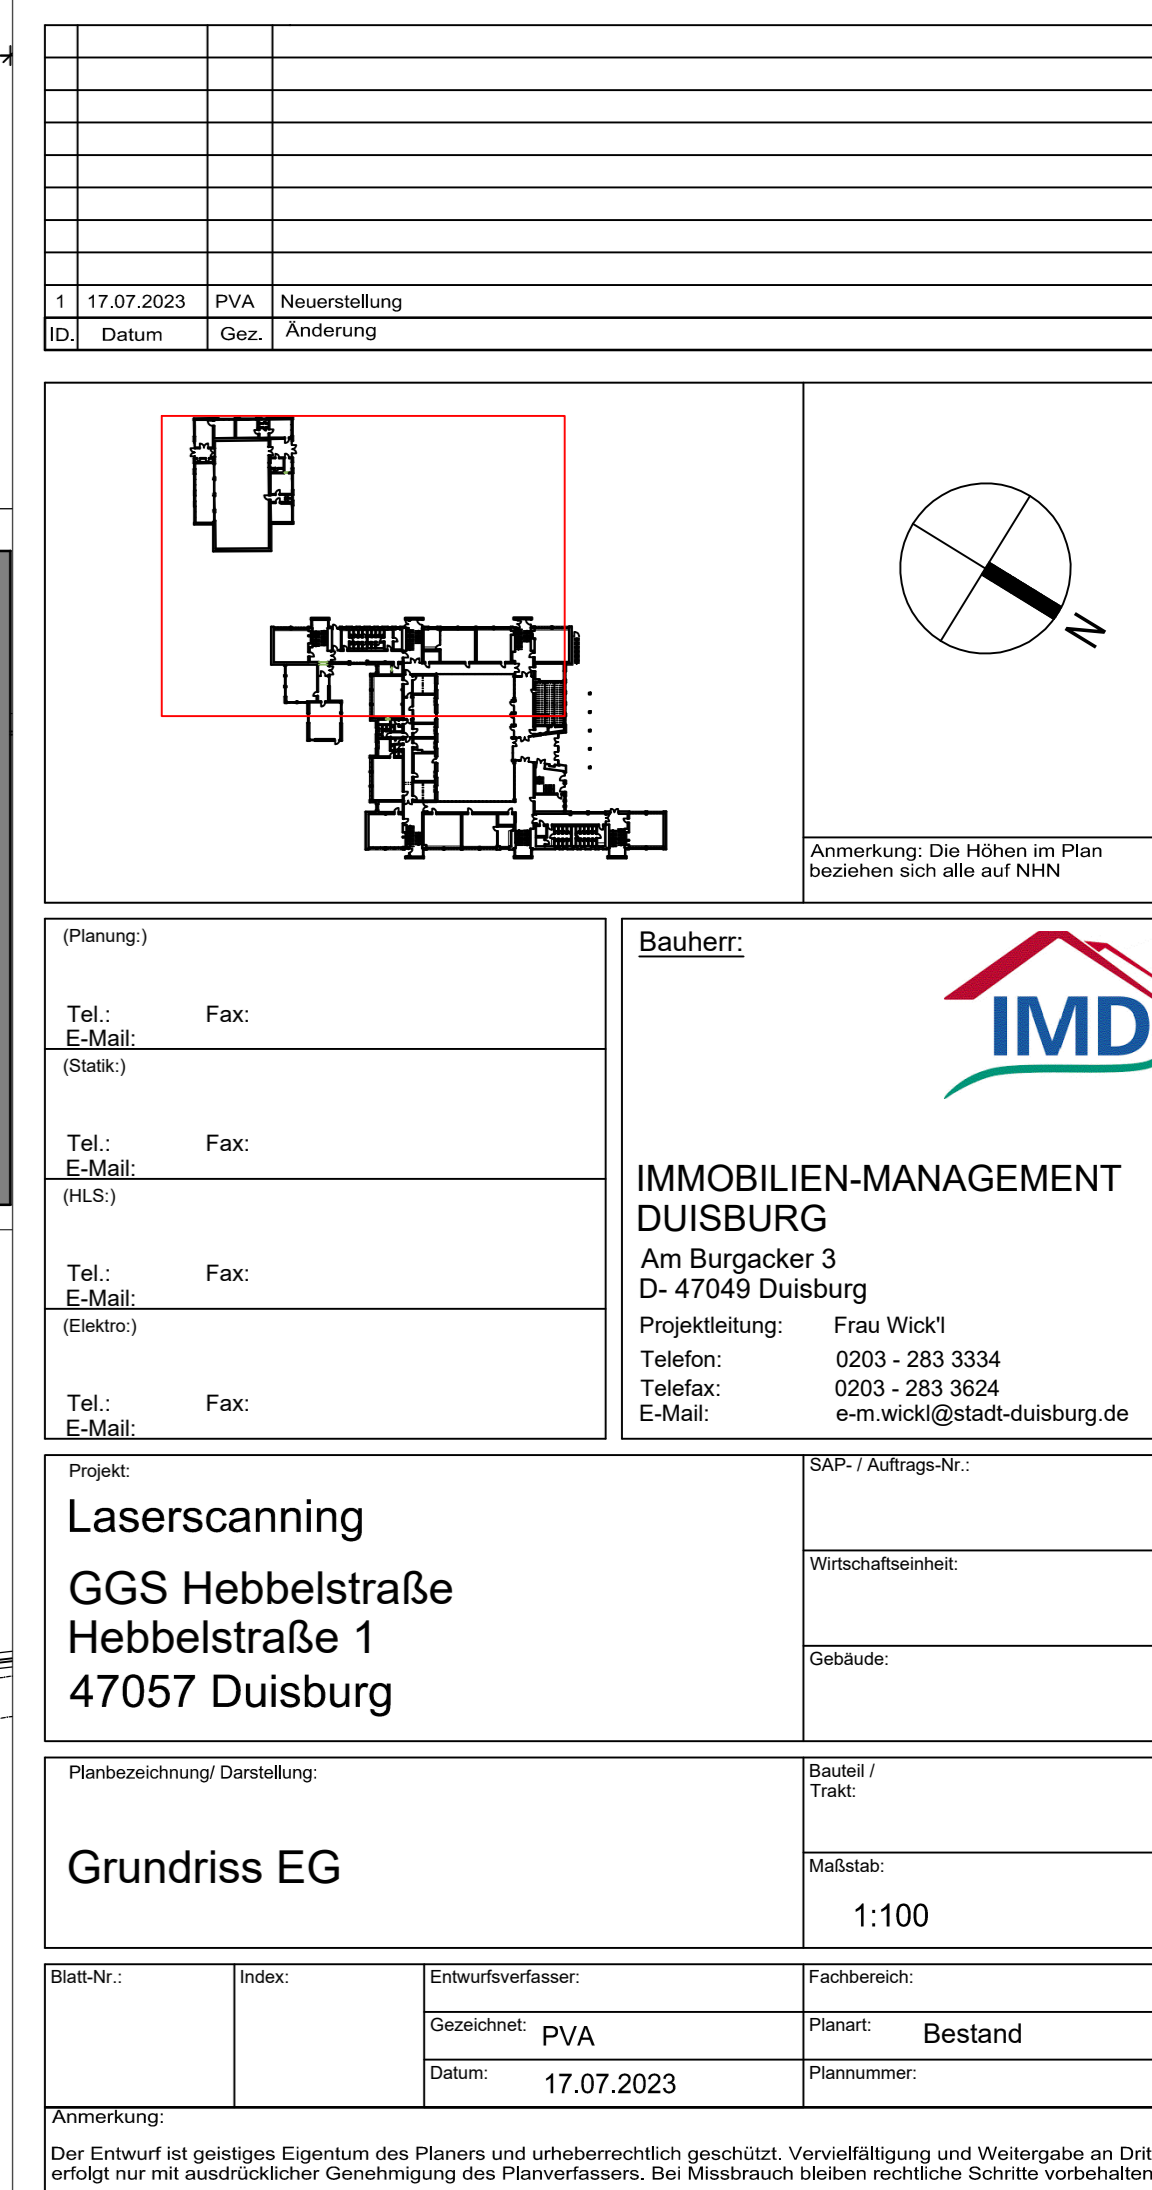 1 17.07.2023 PVA Neuerstellung
ID. Datum Gez. Änderung
N
Anmerkung: Die Höhen im Plan
beziehen sich alle auf NHN
(Planung:)
Tel.: Fax:
E-Mail:
(Statik:)
Tel.: Fax:
E-Mail:
(HLS:)
Tel.: Fax:
E-Mail:
(Elektro:)
Tel.: Fax:
E-Mail:
Bauherr:
IMD
IMMOBILIEN-MANAGEMENT
DUISBURG
Am Burgacker 3
D- 47049 Duisburg
Projektleitung: Frau Wick'l
Telefon: 0203 - 283 3334
Telefax: 0203 - 283 3624
E-Mail: e-m.wickl@stadt-duisburg.de
Projekt:
Laserscanning
GGS Hebbelstraße
Hebbelstraße 1
47057 Duisburg
SAP- / Auftrags-Nr.:
Wirtschaftseinheit:
Gebäude:
Planbezeichnung/ Darstellung:
Grundriss EG
Bauteil /
Trakt:
Maßstab:
1:100
Blatt-Nr.:
Index:
Entwurfsverfasser:
Fachbereich:
Gezeichnet: PVA
Planart: Bestand
Datum: 17.07.2023
Plannummer:
Anmerkung:
Der Entwurf ist geistiges Eigentum des Planers und urheberrechtlich geschützt. Vervielfältigung und Weitergabe an Drit
erfolgt nur mit ausdrücklicher Genehmigung des Planverfassers. Bei Missbrauch bleiben rechtliche Schritte vorbehalten